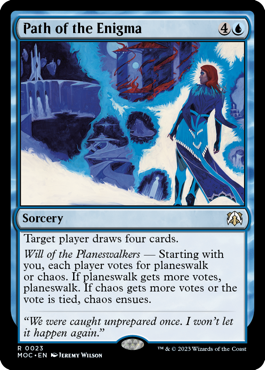 Path of the Enigma 4
Sorcery
Target player draws four cards.
Will of the Planeswalkers — Starting with
you, each player votes for planeswalk
or chaos. If planeswalk gets more votes,
planeswalk. If chaos gets more votes or the
vote is tied, chaos ensues.
“We were caught unprepared once. I won’t let
it happen again.”
R 0023
MOC • EN JEREMY WILSON
™ & © 2023 Wizards of the Coast